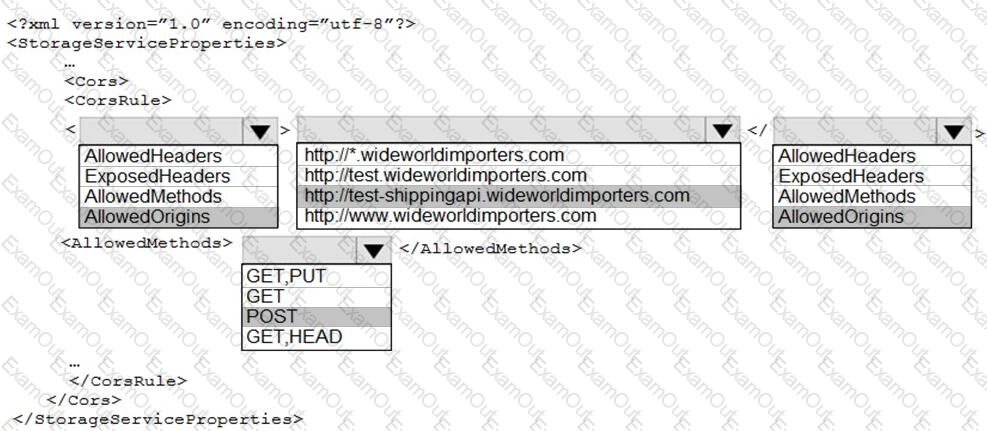 <?xml version=”1.0” encoding=”utf-8”?>
<StorageServiceProperties>
…
<Cors>
<CorsRule>
< > </ >
AllowedHeaders
ExposedHeaders
AllowedMethods
AllowedOrigins
http://*.wideworldimporters.com
http://test.wideworldimporters.com
http://test-shippingapi.wideworldimporters.com
http://www.wideworldimporters.com
AllowedHeaders
ExposedHeaders
AllowedMethods
AllowedOrigins
<AllowedMethods> </AllowedMethods>
GET,PUT
GET
POST
GET,HEAD
…
</CorsRule>
</Cors>
</StorageServiceProperties>